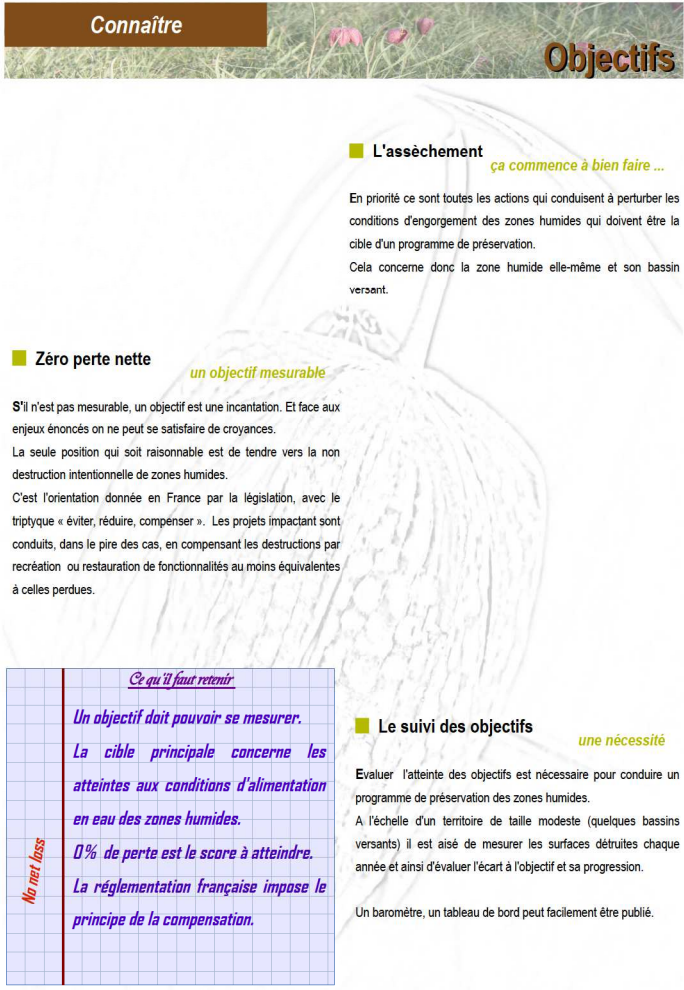 Connaître
Objectifs
L'assèchement
ça commence à bien faire ...
En priorité ce sont toutes les actions qui conduisent à perturber les
conditions d'engorgement des zones humides qui doivent être la
cible d'un programme de préservation.
Cela concerne donc la zone humide elle-même et son bassin
versant.
Zéro perte nette
un objectif mesurable
S'il n'est pas mesurable, un objectif est une incantation. Et face aux
enjeux énoncés on ne peut se satisfaire de croyances.
La seule position qui soit raisonnable est de tendre vers la non
destruction intentionnelle de zones humides.
C'est l'orientation donnée en France par la législation, avec le
triptyque « éviter, réduire, compenser ». Les projets impactant sont
conduits, dans le pire des cas, en compensant les destructions par
recréation ou restauration de fonctionnalités au moins équivalentes
à celles perdues.
Ce qu'il faut retenir
Un objectif doit pouvoir se mesurer.
La cible principale concerne les
atteintes aux conditions d'alimentation
en eau des zones humides.
0% de perte est le score à atteindre.
La réglementation française impose le
principe de la compensation.
No net loss
Le suivi des objectifs
une nécessité
Evaluer l'atteinte des objectifs est nécessaire pour conduire un
programme de préservation des zones humides.
A l'échelle d'un territoire de taille modeste (quelques bassins
versants) il est aisé de mesurer les surfaces détruites chaque
année et ainsi d'évaluer l'écart à l'objectif et sa progression.
Un baromètre, un tableau de bord peut facilement être publié.